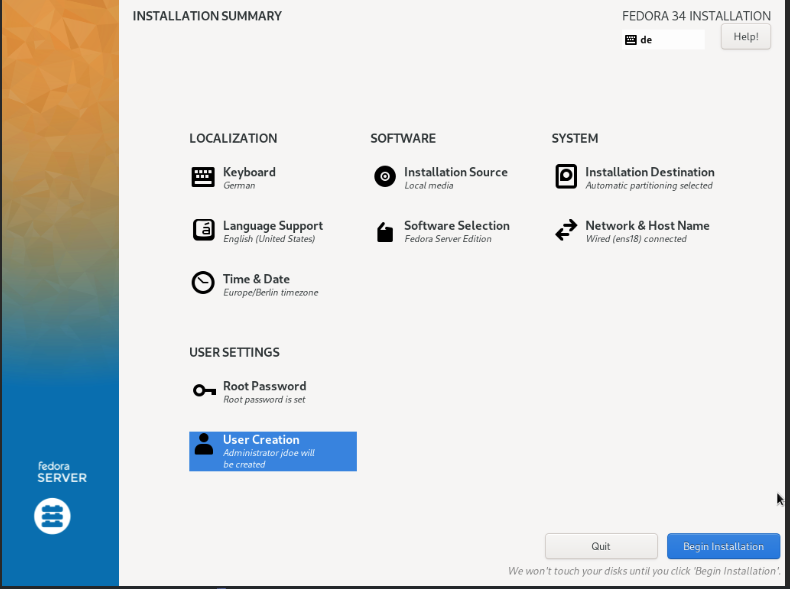 INSTALLATION SUMMARY
FEDORA 34 INSTALLATION
de
Help!
LOCALIZATION
Keyboard
German
Language Support
English (United States)
Time & Date
Europe/Berlin timezone
SOFTWARE
Installation Source
Local media
Software Selection
Fedora Server Edition
SYSTEM
Installation Destination
Automatic partitioning selected
Network & Host Name
Wired (ens18) connected
USER SETTINGS
Root Password
Root password is set
User Creation
Administrator jdoe will
be created
fedora
SERVER
Quit
Begin Installation
We won't touch your disks until you click 'Begin Installation'.